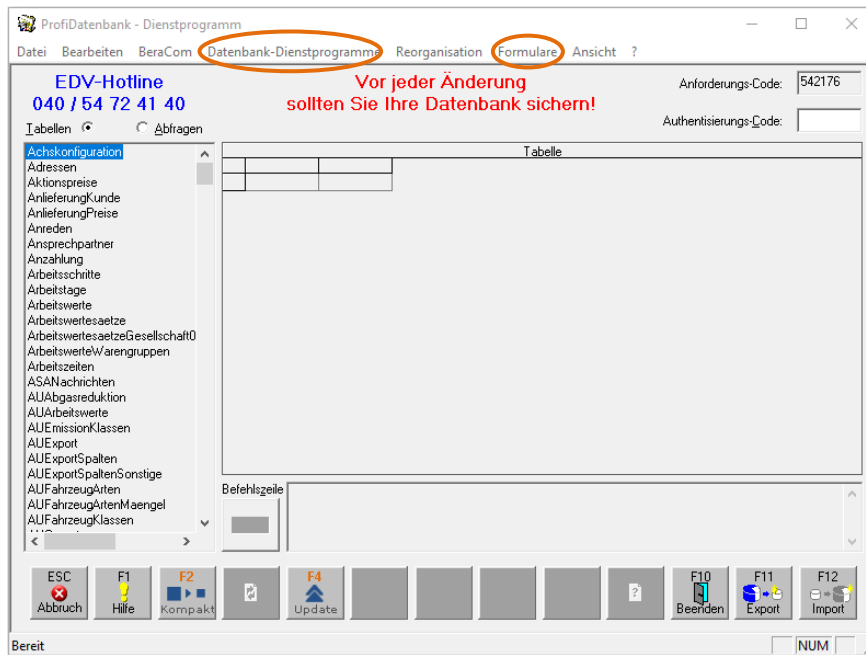 ProfiDatenbank - Dienstprogramm
Datei Bearbeiten BeraCom Datenbank-Dienstprogramme Reorganisation Formulare Ansicht ?
EDV-Hotline
040 / 54 72 41 40
Vor jeder Änderung
sollten Sie Ihre Datenbank sichern!
Anforderungs-Code: 542176
Authentisierungs-Code:
Tabellen Abfragen
Achskonfiguration
Adressen
Aktionspreise
AnlieferungKunde
AnlieferungPreise
Anreden
Ansprechpartner
Anzahlung
Arbeitsschritte
Arbeitstage
Arbeitswerte
Arbeitswertesaetze
ArbeitswertesaetzeGesellschaft0
ArbeitswerteWarengruppen
Arbeitszeiten
ASANachrichten
AUAbgasreduktion
AUArbeitswerte
AUEmissionKlassen
AUExport
AUExportSpalten
AUExportSpaltenSonstige
AUFahrzeugArten
AUFahrzeugArtenMaengel
AUFahrzeugKlassen
Tabelle
Befehlszeile
ESC
Abbruch
F1
Hilfe
F2
Kompakt
F4
Update
?
F10
Beenden
F11
Export
F12
Import
Bereit
NUM